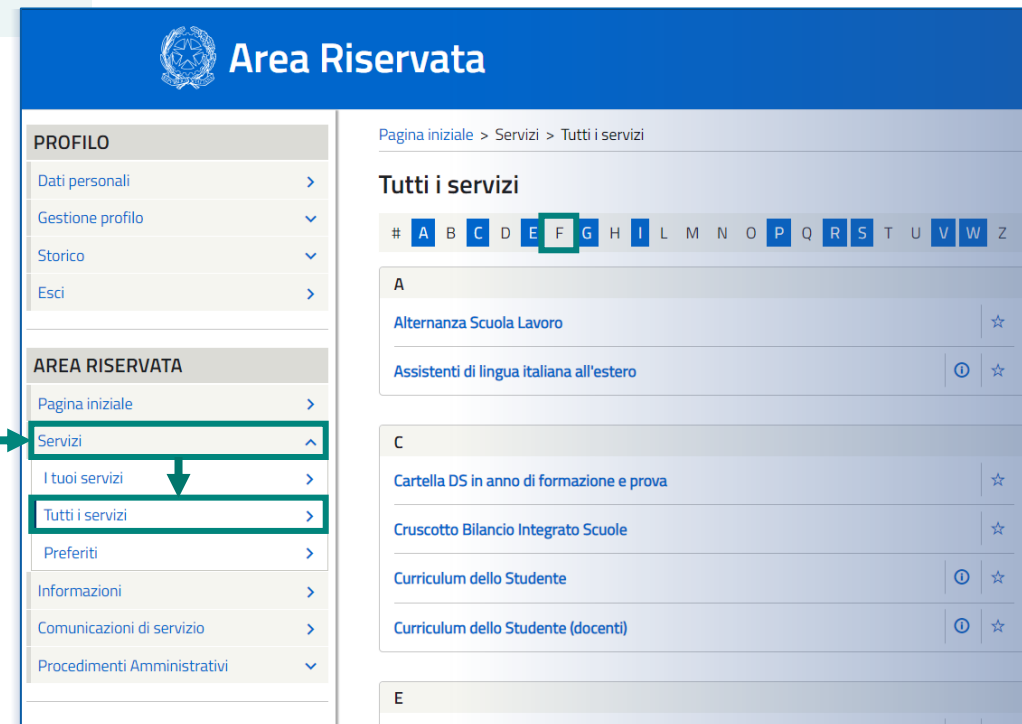 Area Riservata
PROFILO
Dati personali
Gestione profilo
Storico
Esci
AREA RISERVATA
Pagina iniziale
Servizi
I tuoi servizi
Tutti i servizi
Preferiti
Informazioni
Comunicazioni di servizio
Procedimenti Amministrativi
Pagina iniziale > Servizi > Tutti i servizi
Tutti i servizi
# A B C D E F G H I L M N O P Q R S T U V W Z
A
Alternanza Scuola Lavoro
Assistenti di lingua italiana all'estero
C
Cartella DS in anno di formazione e prova
Cruscotto Bilancio Integrato Scuole
Curriculum dello Studente
Curriculum dello Studente (docenti)
E